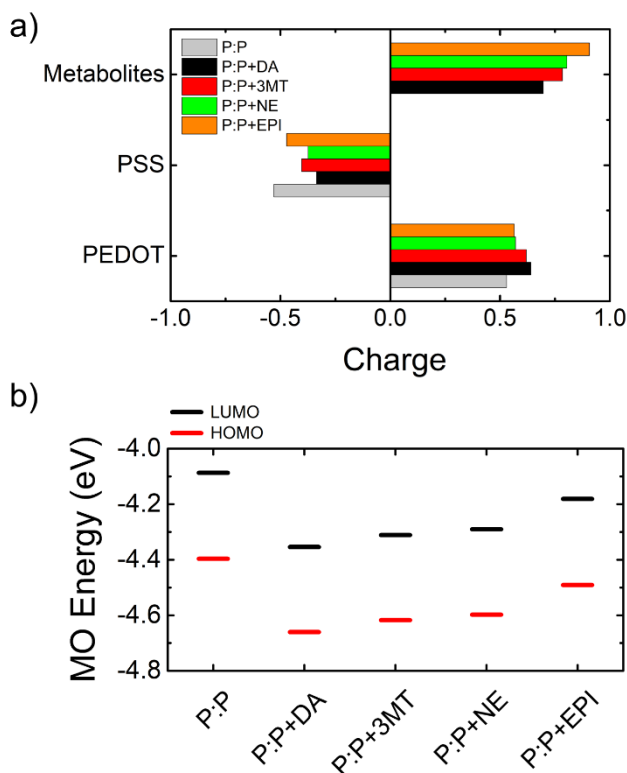 a)
P:P
P:P+DA
P:P+3MT
P:P+NE
P:P+EPI
Metabolites
PSS
PEDOT
-1.0 -0.5 0.0 0.5 1.0
Charge
b)
LUMO
HOMO
MO Energy (eV)
-4.0
-4.2
-4.4
-4.6
-4.8
P:P P:P+DA P:P+3MT P:P+NE P:P+EPI